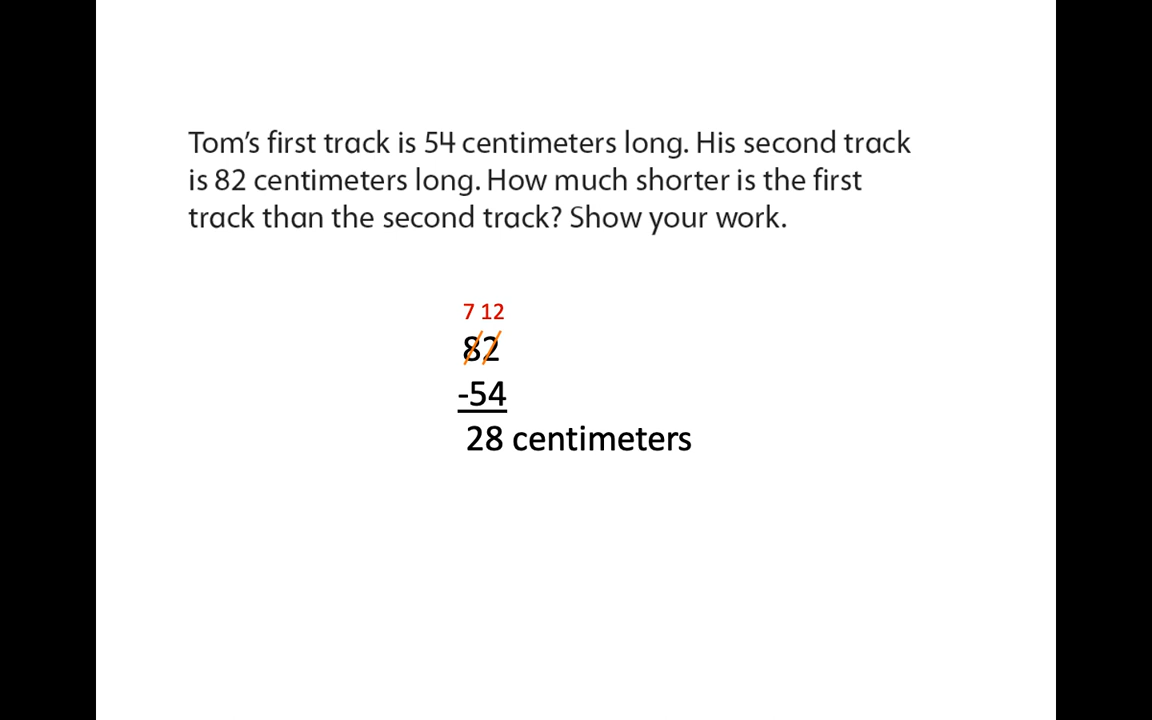 Tom's first track is 54 centimeters long. His second track
is 82 centimeters long. How much shorter is the first
track than the second track? Show your work.
7 12
82
-54
28 centimeters